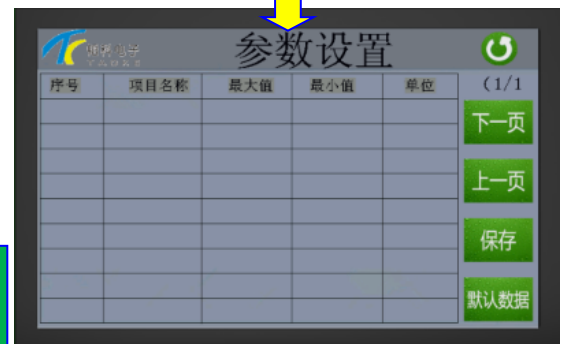 参数设置
序号 项目名称 最大值 最小值 单位 (1/1
下一页
上一页
保存
默认数据